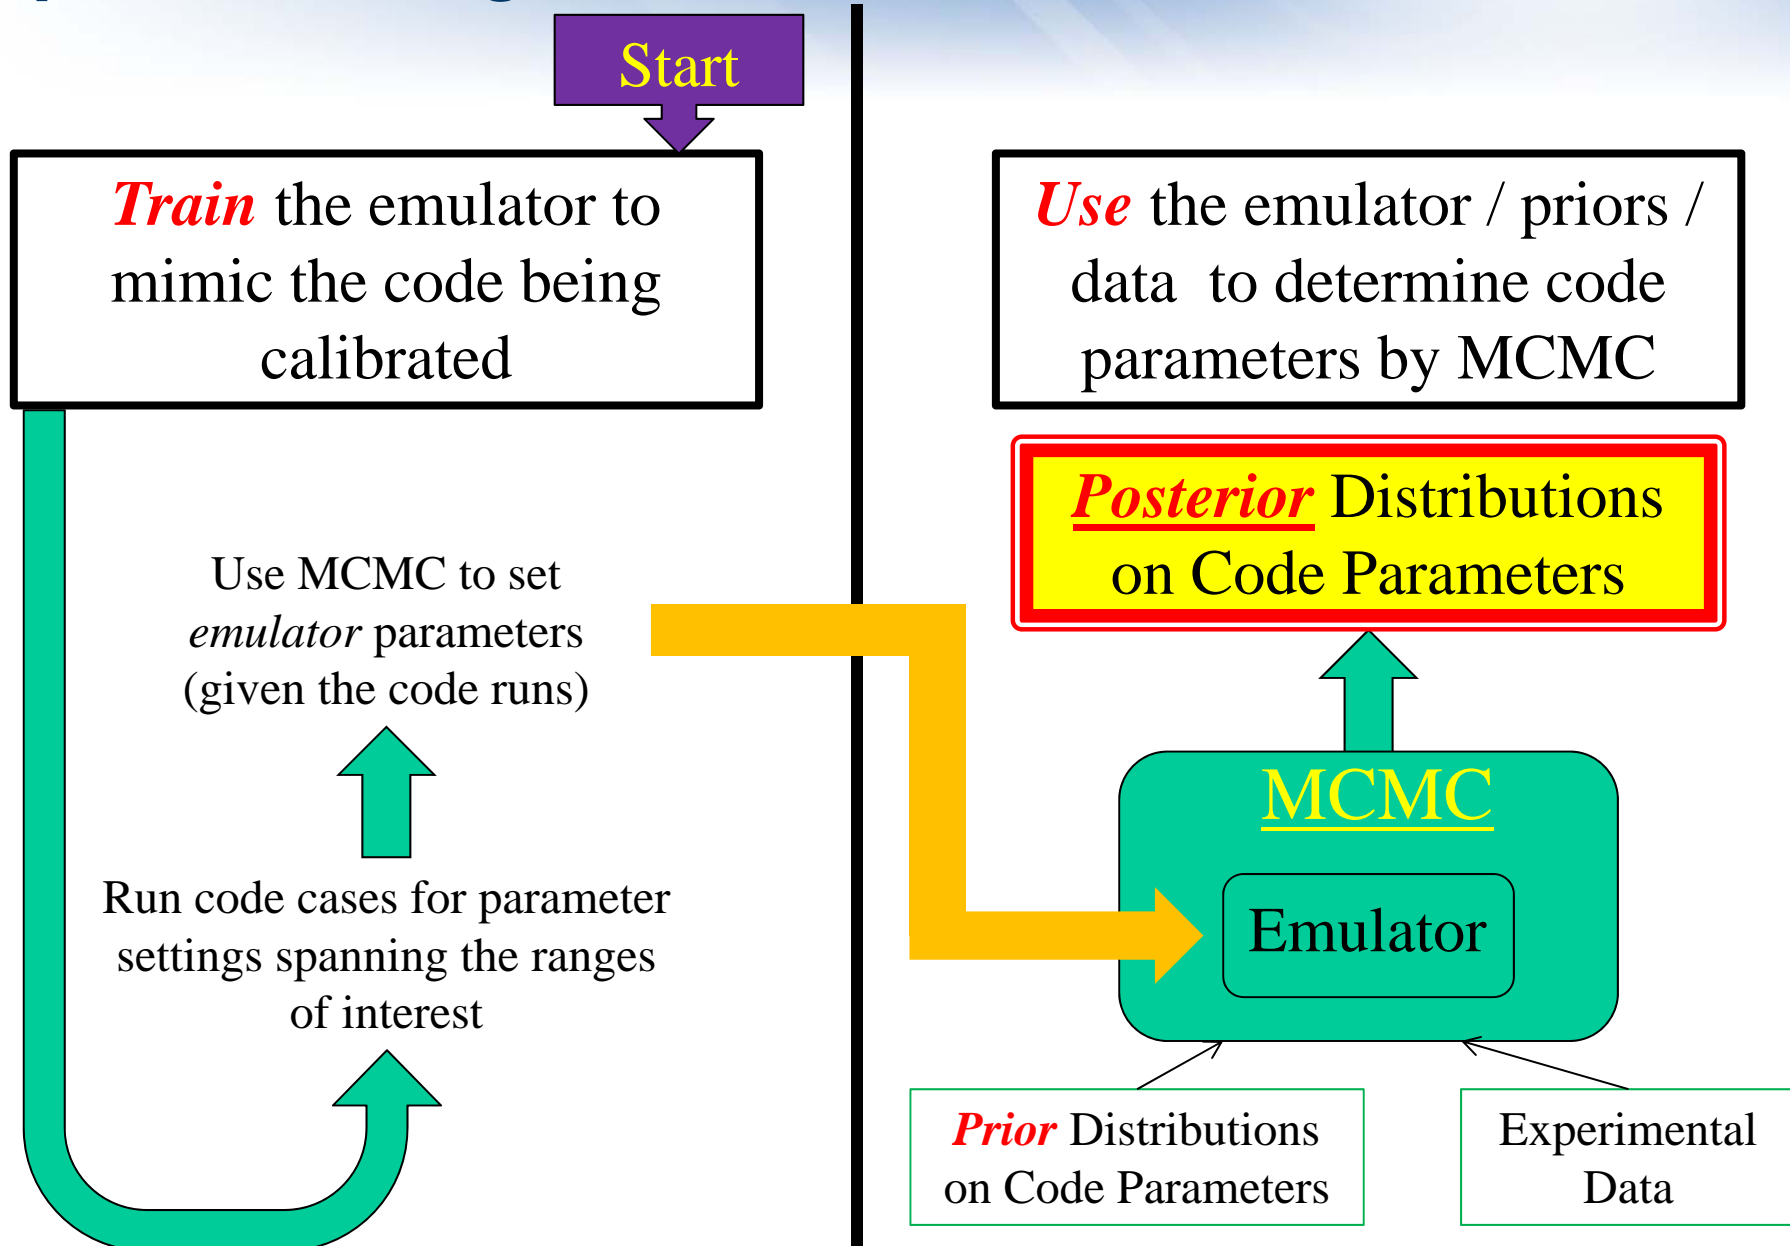 Start
Train the emulator to
mimic the code being
calibrated
Use MCMC to set
emulator parameters
(given the code runs)
Run code cases for parameter
settings spanning the ranges
of interest
Use the emulator / priors /
data to determine code
parameters by MCMC
Posterior Distributions
on Code Parameters
MCMC
Emulator
Prior Distributions
on Code Parameters
Experimental
Data